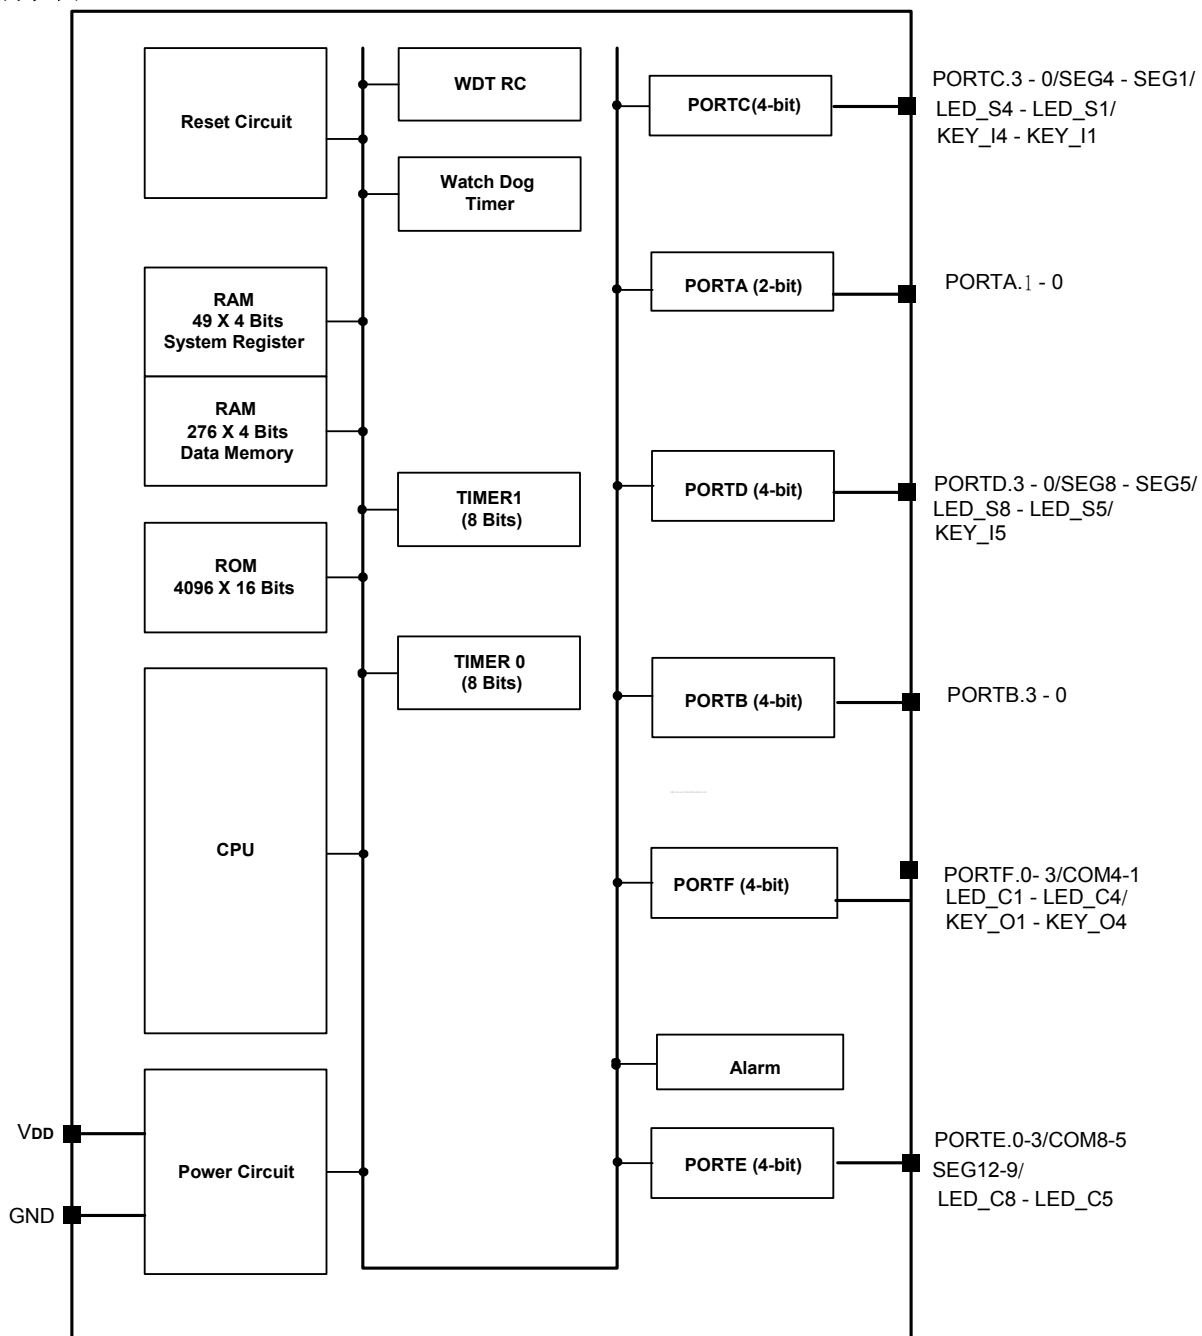 Reset Circuit
WDT RC
Watch Dog
Timer
RAM
49 X 4 Bits
System Register
RAM
276 X 4 Bits
Data Memory
TIMER1
(8 Bits)
ROM
4096 X 16 Bits
TIMER 0
(8 Bits)
CPU
Power Circuit
VDD
GND
PORTC(4-bit)
PORTC.3 - 0/SEG4 - SEG1/
LED_S4 - LED_S1/
KEY_I4 - KEY_I1
PORTA (2-bit)
PORTA.1 - 0
PORTD (4-bit)
PORTD.3 - 0/SEG8 - SEG5/
LED_S8 - LED_S5/
KEY_I5
PORTB (4-bit)
PORTB.3 - 0
PORTF (4-bit)
PORTF.0- 3/COM4-1
LED_C1 - LED_C4/
KEY_O1 - KEY_O4
Alarm
PORTE (4-bit)
PORTE.0-3/COM8-5
SEG12-9/
LED_C8 - LED_C5